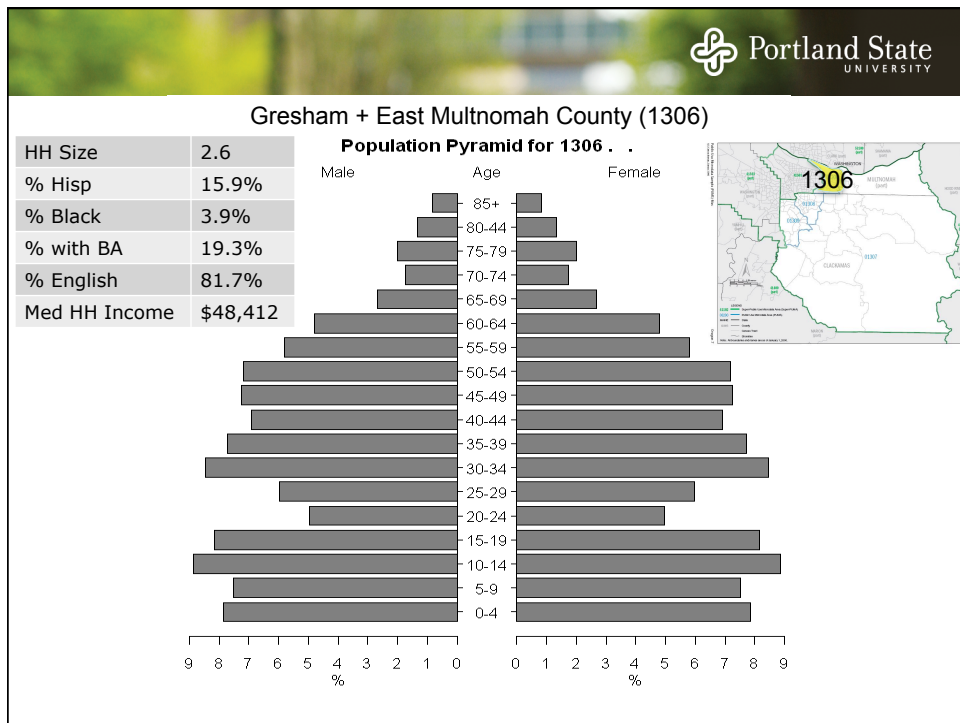 Portland State
UNIVERSITY
Gresham + East Multnomah County (1306)
HH Size 2.6
% Hisp 15.9%
% Black 3.9%
% with BA 19.3%
% English 81.7%
Med HH Income $48,412
Population Pyramid for 1306 . .
Male Age Female
85+
80-44
75-79
70-74
65-69
60-64
55-59
50-54
45-49
40-44
35-39
30-34
25-29
20-24
15-19
10-14
5-9
0-4
9 8 7 6 5 4 3 2 1 0 0 1 2 3 4 5 6 7 8 9
% %
WASHINGTON
MULTNOMAH
(part)
1306
CLACKAMAS
01307
N
LEGEND